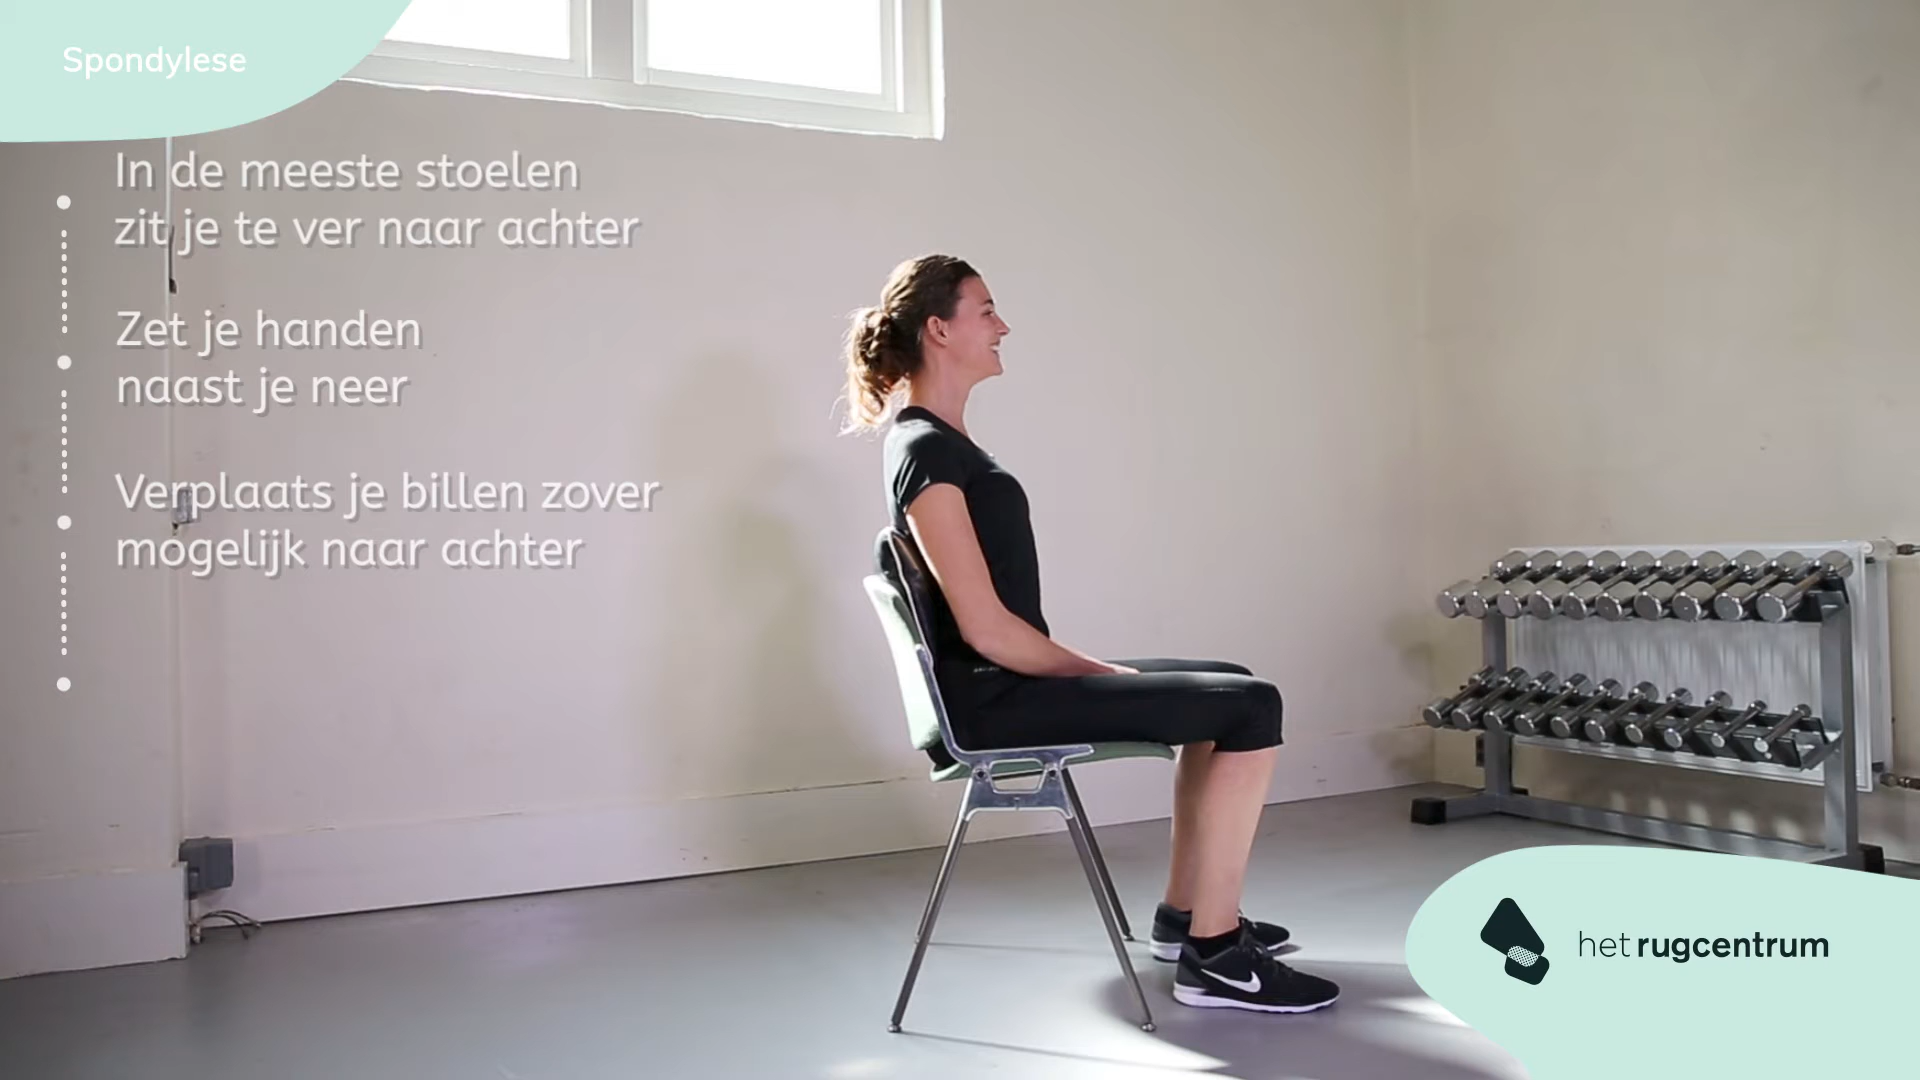 Spondylese
In de meeste stoelen
zit je te ver naar achter
Zet je handen
naast je neer
Verplaats je billen zover
mogelijk naar achter
het rugcentrum